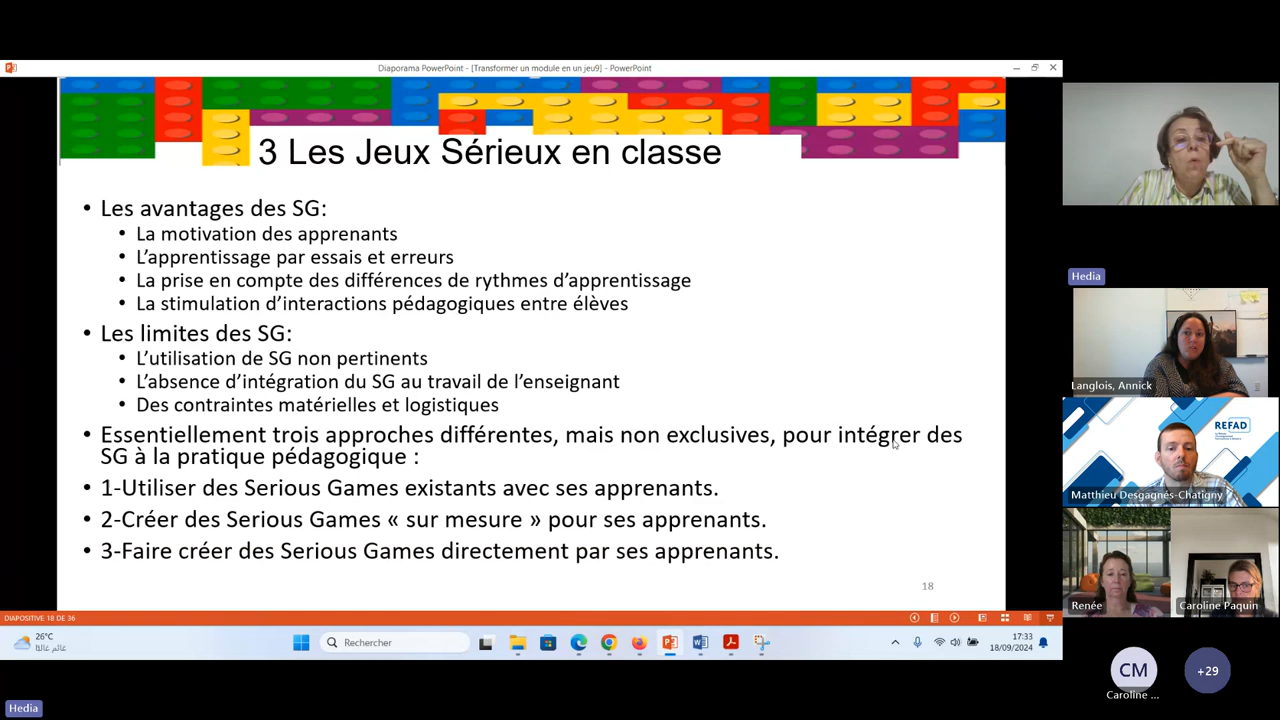 Diaporama PowerPoint - [Transformer un module en un jeu9] - PowerPoint
3 Les Jeux Sérieux en classe
• Les avantages des SG:
• La motivation des apprenants
• L'apprentissage par essais et erreurs
• La prise en compte des différences de rythmes d'apprentissage
• La stimulation d'interactions pédagogiques entre élèves
• Les limites des SG:
• L'utilisation de SG non pertinents
• L'absence d'intégration du SG au travail de l'enseignant
• Des contraintes matérielles et logistiques
• Essentiellement trois approches différentes, mais non exclusives, pour intégrer des
SG à la pratique pédagogique :
• 1-Utiliser des Serious Games existants avec ses apprenants.
• 2-Créer des Serious Games « sur mesure » pour ses apprenants.
• 3-Faire créer des Serious Games directement par ses apprenants.
18
DIAPOSITIVE 18 DE 36
26°C
غائم غالبًا
Rechercher
17:33
18/09/2024
Hedia
Hedia
Langlois, Annick
REFAD
Matthieu Desgagnés-Chatigny
Renée
Caroline Paquin
CM
Caroline ...
+29